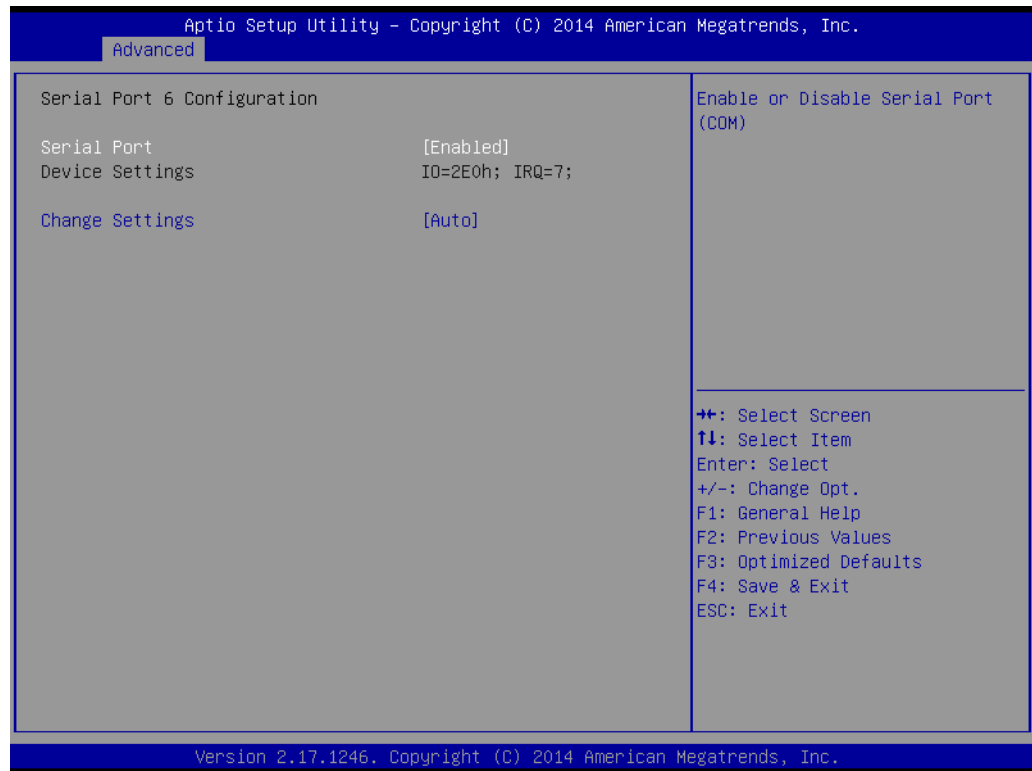 Aptio Setup Utility – Copyright (C) 2014 American Megatrends, Inc.
Advanced
Serial Port 6 Configuration
Serial Port [Enabled]
Device Settings IO=2E0h; IRQ=7;
Change Settings [Auto]
Enable or Disable Serial Port
(COM)
→←: Select Screen
↑↓: Select Item
Enter: Select
+/-: Change Opt.
F1: General Help
F2: Previous Values
F3: Optimized Defaults
F4: Save & Exit
ESC: Exit
Version 2.17.1246. Copyright (C) 2014 American Megatrends, Inc.